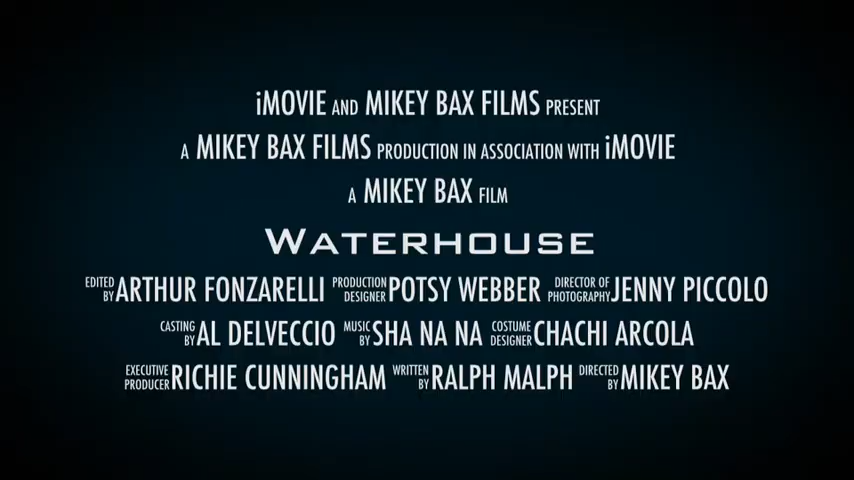 iMOVIE AND MIKEY BAX FILMS PRESENT
A MIKEY BAX FILMS PRODUCTION IN ASSOCIATION WITH iMOVIE
A MIKEY BAX FILM
WATERHOUSE
EDITED BY ARTHUR FONZARELLI PRODUCTION DESIGNER POTSY WEBBER DIRECTOR OF PHOTOGRAPHY JENNY PICCOLO
CASTING BY AL DELVECCIO MUSIC BY SHA NA NA COSTUME DESIGNER CHACHI ARCOLA
EXECUTIVE PRODUCER RICHIE CUNNINGHAM WRITTEN BY RALPH MALPH DIRECTED BY MIKEY BAX